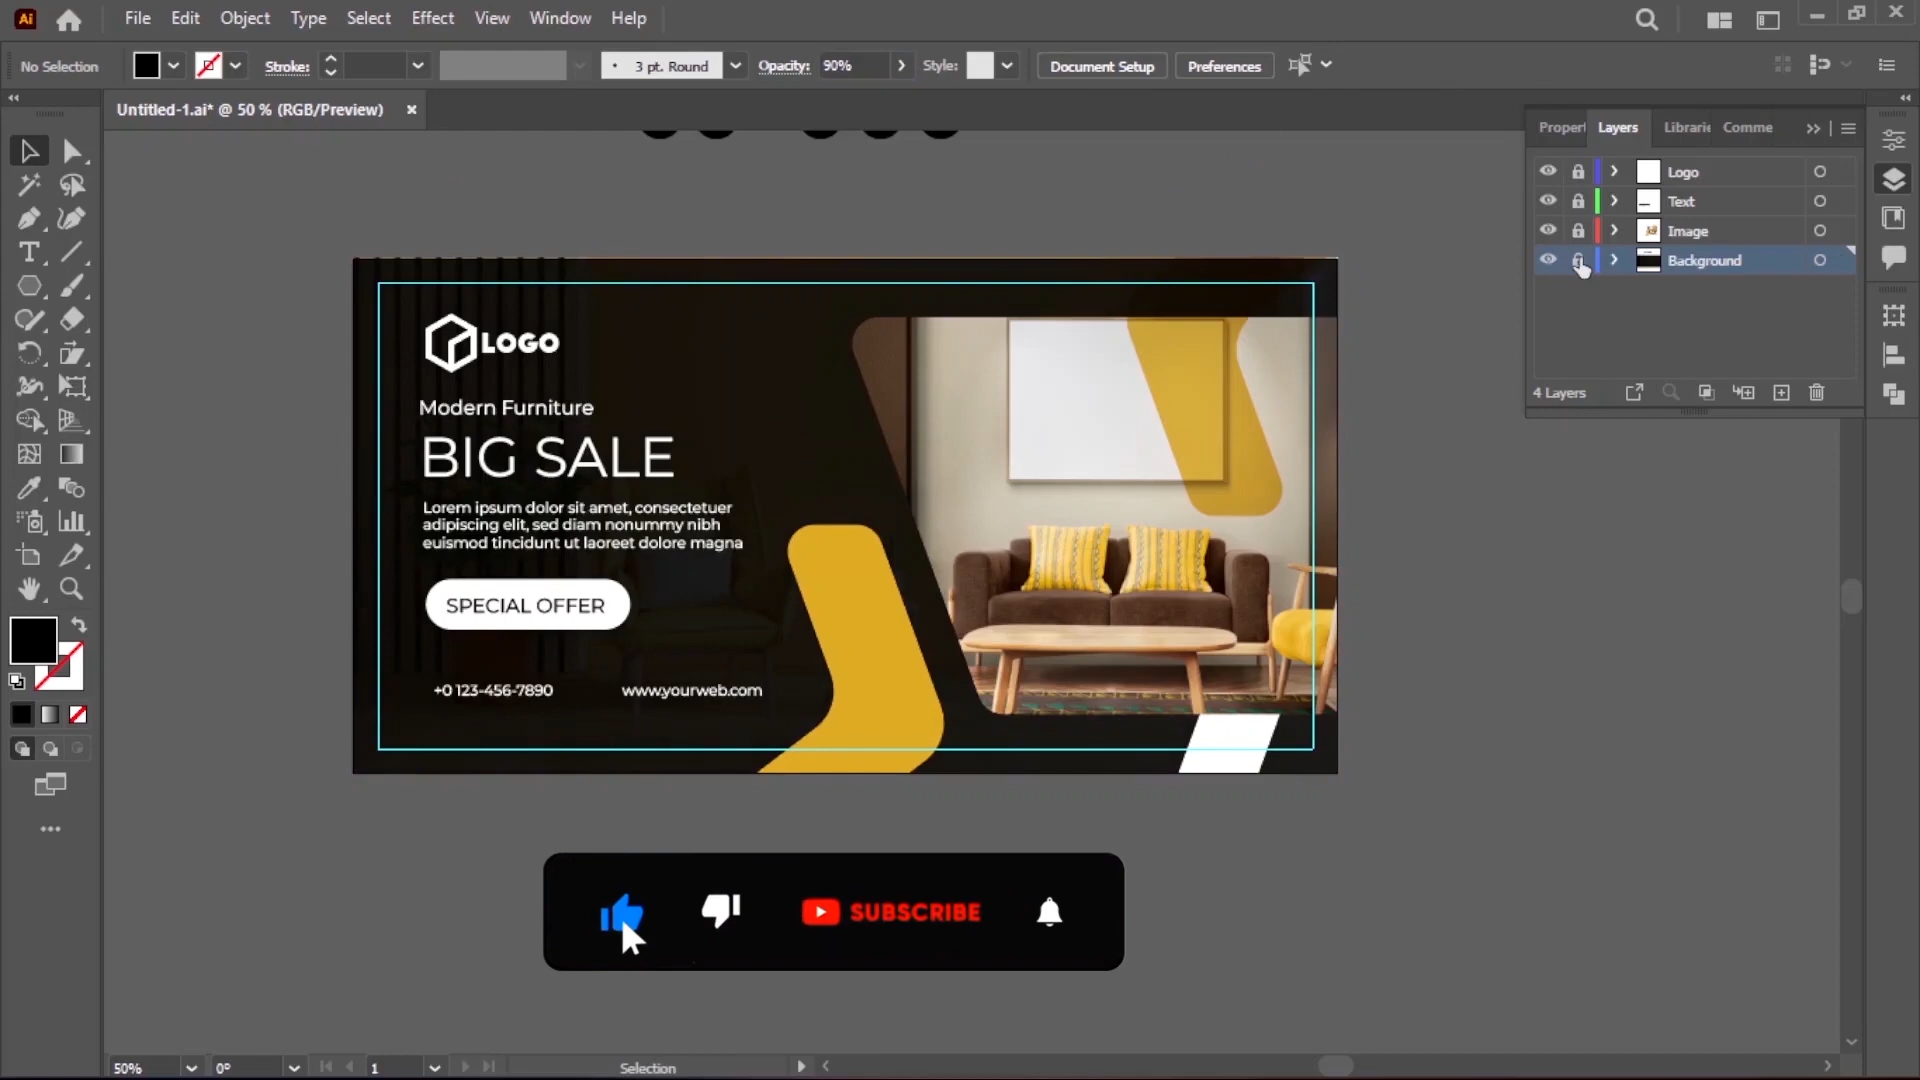 Ai File Edit Object Type Select Effect View Window Help
No Selection Stroke: 3 pt. Round Opacity: 90% Style: Document Setup Preferences
Untitled-1.ai* @ 50 % (RGB/Preview)
Propert Layers Librarie Comme
Logo
Text
Image
Background
4 Layers
LOGO
Modern Furniture
BIG SALE
Lorem ipsum dolor sit amet, consectetuer
adipiscing elit, sed diam nonummy nibh
euismod tincidunt ut laoreet dolore magna
SPECIAL OFFER
+0 123-456-7890 www.yourweb.com
SUBSCRIBE
50% 0° 1 Selection